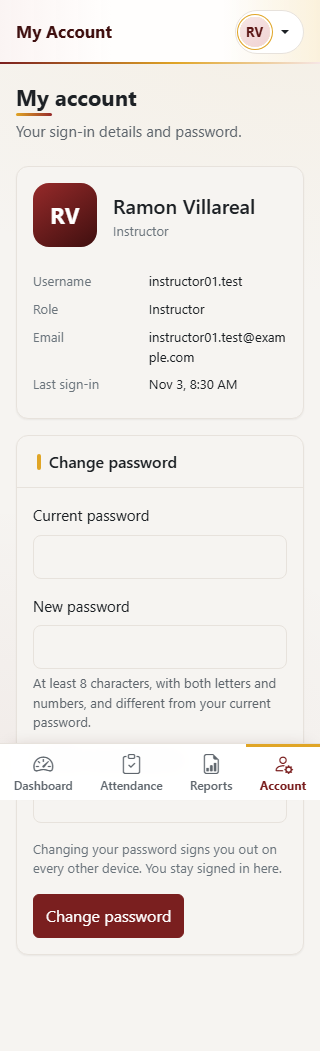 My Account
RV
My account
Your sign-in details and password.
RV
Ramon Villareal
Instructor
Username
instructor01.test
Role
Instructor
Email
instructor01.test@exam
ple.com
Last sign-in
Nov 3, 8:30 AM
Change password
Current password
New password
At least 8 characters, with both letters and
numbers, and different from your current
password.
Dashboard
Attendance
Reports
Account
Changing your password signs you out on
every other device. You stay signed in here.
Change password